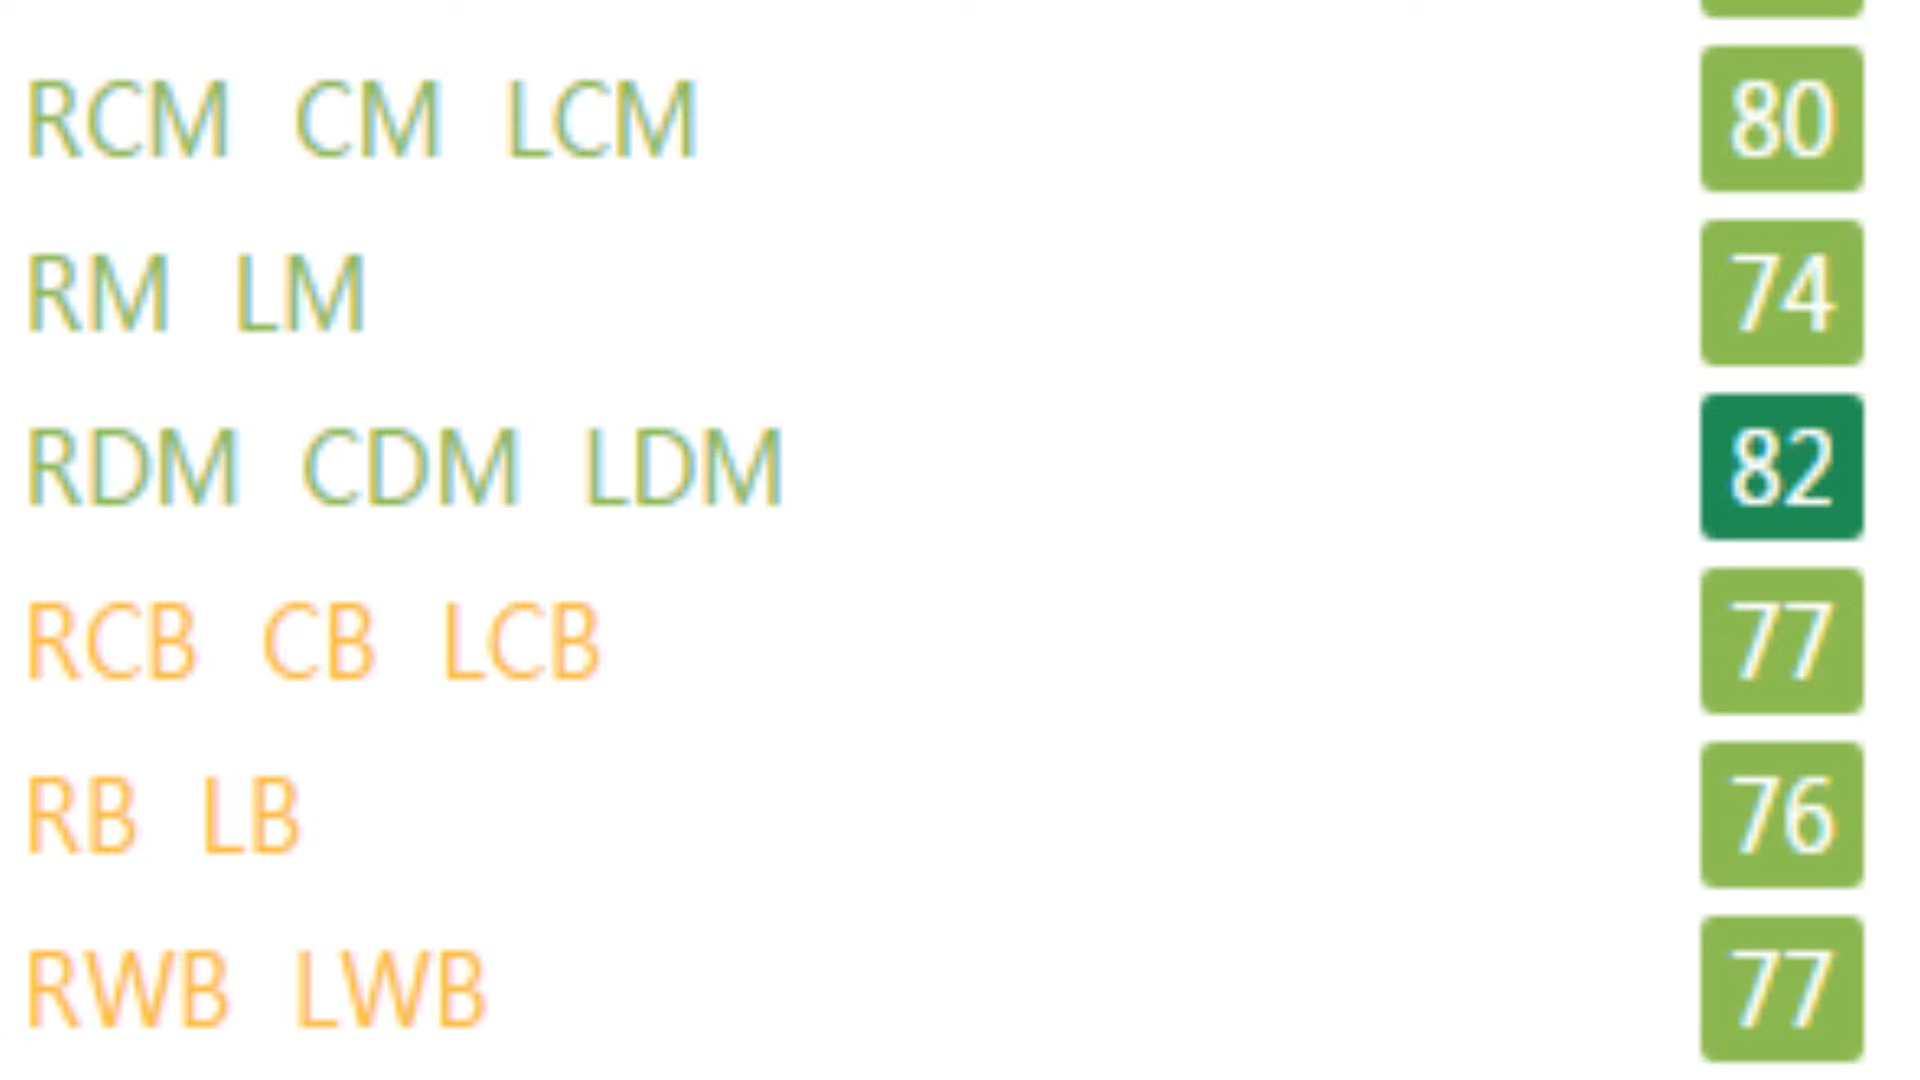 RCM CM LCM 80
RM LM 74
RDM CDM LDM 82
RCB CB LCB 77
RB LB 76
RWB LWB 77